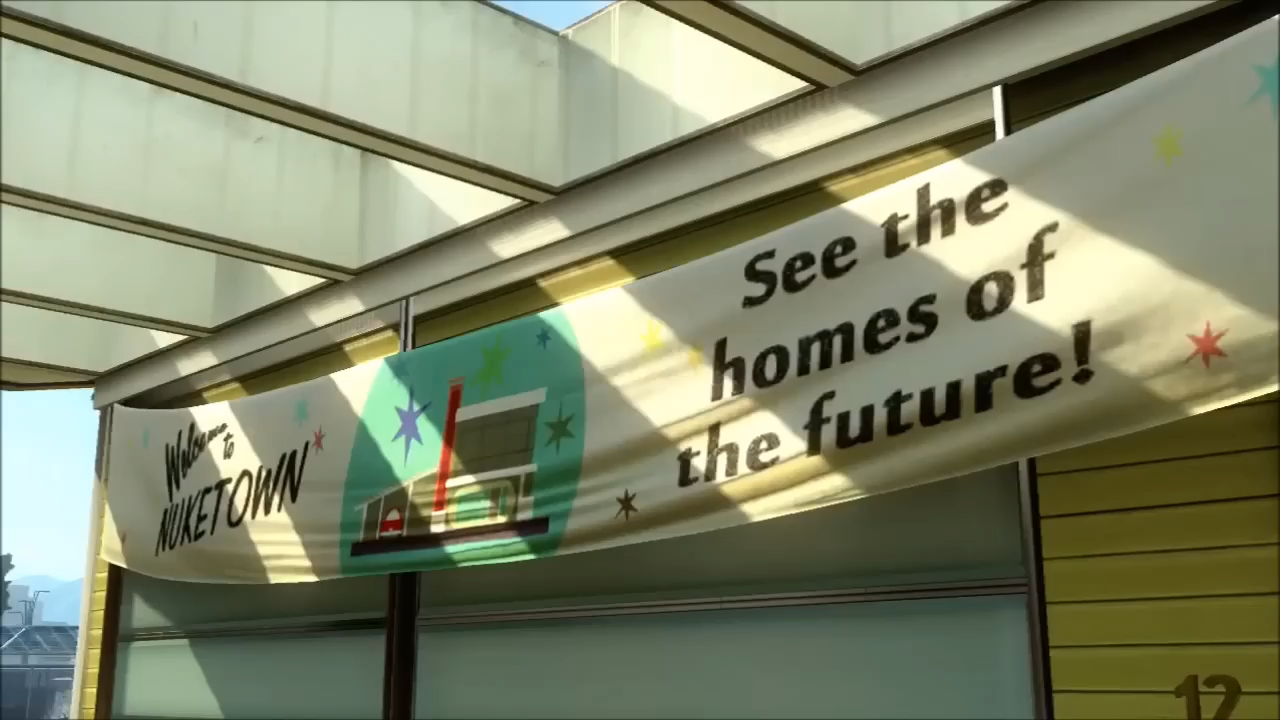 Welcome
to
NUKETOWN
See the
homes of
the future!
12